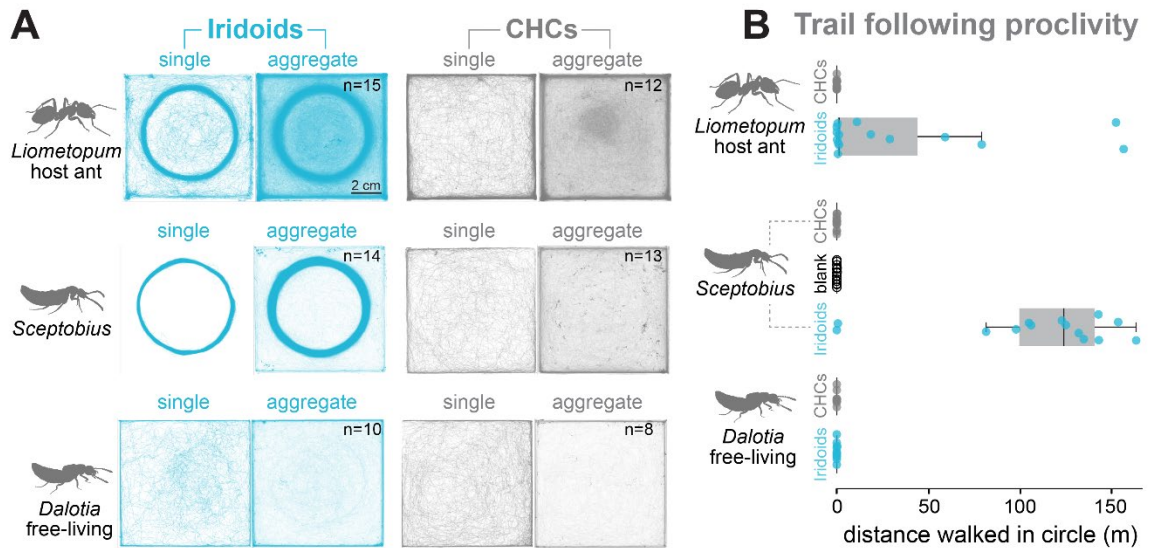 A
Iridoids
CHCs
single
aggregate
single
aggregate
n=15
n=12
Liometopum
host ant
2 cm
single
aggregate
single
aggregate
n=14
n=13
Sceptobius
single
aggregate
single
aggregate
n=10
n=8
Dalotia
free-living
B
Trail following proclivity
Liometopum
host ant
CHCs
Iridoids
Sceptobius
CHCs
blank
Iridoids
Dalotia
free-living
CHCs
Iridoids
0
50
100
150
distance walked in circle (m)